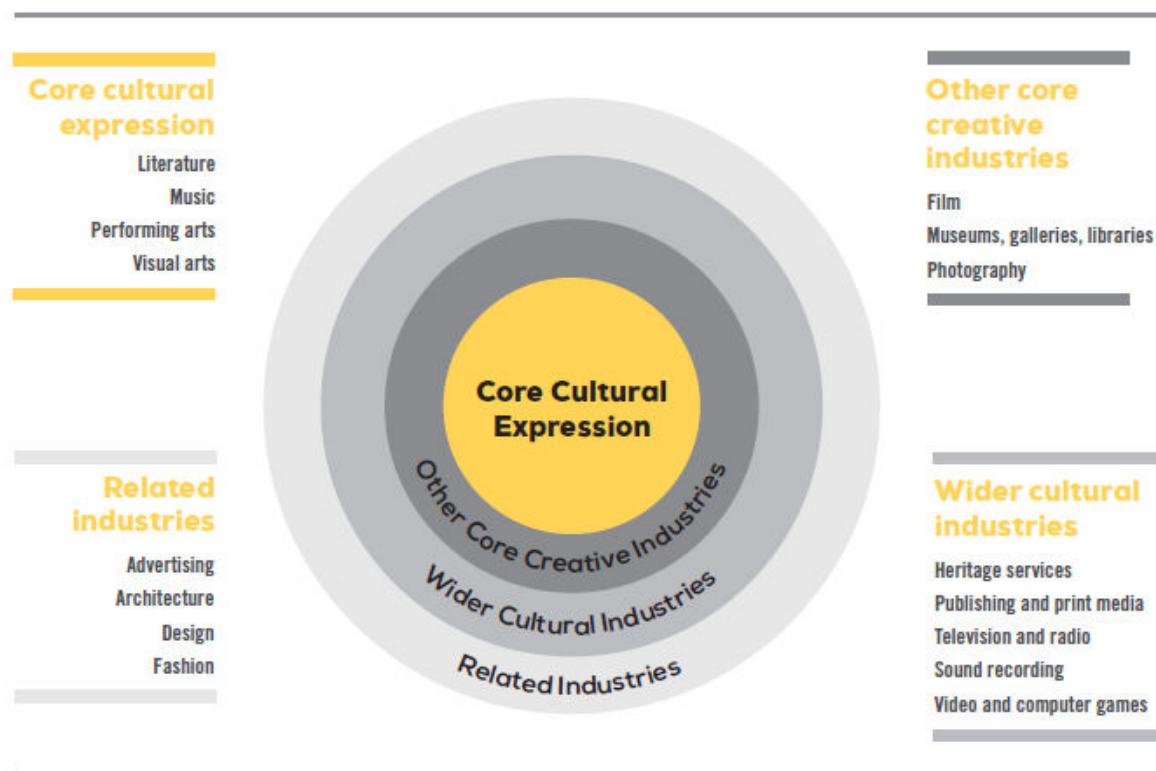 Core cultural
expression
Literature
Music
Performing arts
Visual arts
Other core
creative
industries
Film
Museums, galleries, libraries
Photography
Core Cultural
Expression
Other Core Creative Industries
Wider Cultural Industries
Related Industries
Related
industries
Advertising
Architecture
Design
Fashion
Wider cultural
industries
Heritage services
Publishing and print media
Television and radio
Sound recording
Video and computer games